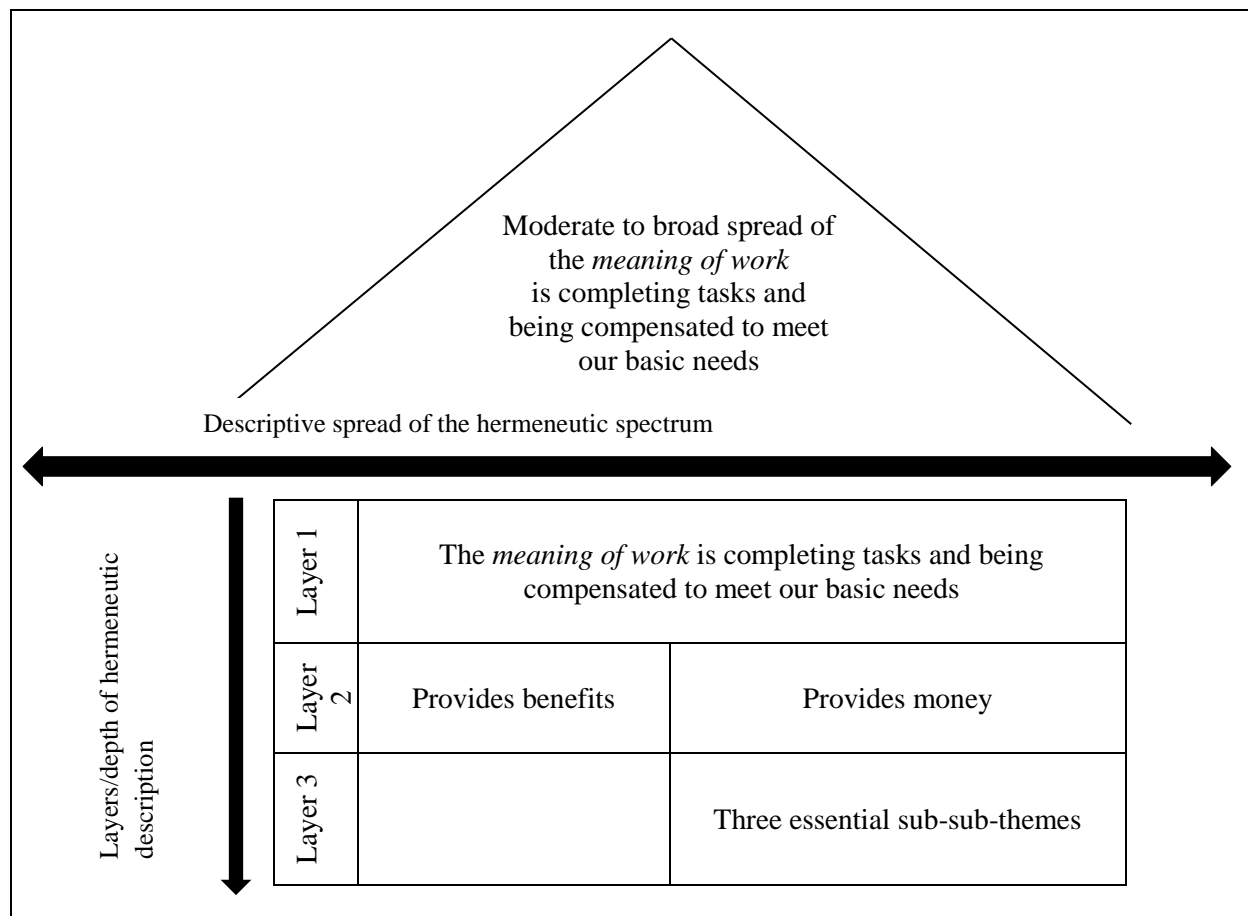 Moderate to broad spread of
the meaning of work
is completing tasks and
being compensated to meet
our basic needs
Descriptive spread of the hermeneutic spectrum
Layers/depth of hermeneutic
description
Layer 1
The meaning of work is completing tasks and being
compensated to meet our basic needs
Layer
2
Provides benefits
Provides money
Layer 3
Three essential sub-sub-themes